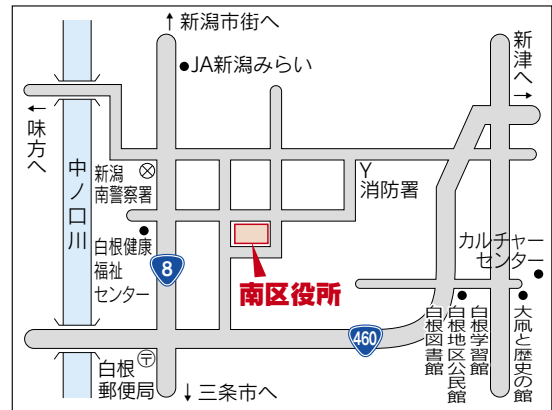 ↑新潟市街へ
●JA新潟みらい
新津へ→
←味方へ
中ノ口川
新潟
南警察署
Y
消防署
白根健康
福祉
センター
8
南区役所
カルチャー
センター
460
白根図書館
白根地区公民館
白根学習館
大凧と歴史の館
白根
郵便局
〒
↓三条市へ